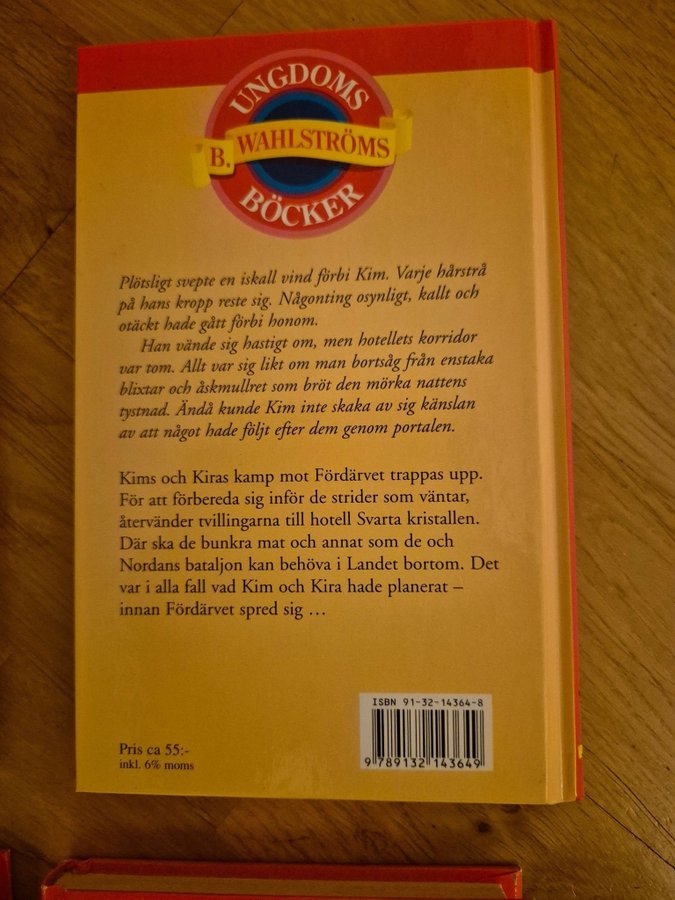 UNGDOMS
B. WAHLSTRÖMS
BÖCKER
Plötsligt svepte en iskall vind förbi Kim. Varje hårstrå
på hans kropp reste sig. Någonting osynligt, kallt och
otäckt hade gått förbi honom.
Han vände sig hastigt om, men hotellets korridor
var tom. Allt var sig likt om man bortsåg från enstaka
blixtar och åskmullret som bröt den mörka nattens
tystnad. Ändå kunde Kim inte skaka av sig känslan
av att något hade följt efter dem genom portalen.
Kims och Kiras kamp mot Fördärvet trappas upp.
För att förbereda sig inför de strider som väntar,
återvänder tvillingarna till hotell Svarta kristallen.
Där ska de bunkra mat och annat som de och
Nordans bataljon kan behöva i Landet bortom. Det
var i alla fall vad Kim och Kira hade planerat –
innan Fördärvet spred sig …
ISBN 91-32-14364-8
9 789132 143649
Pris ca 55:-
inkl. 6% moms